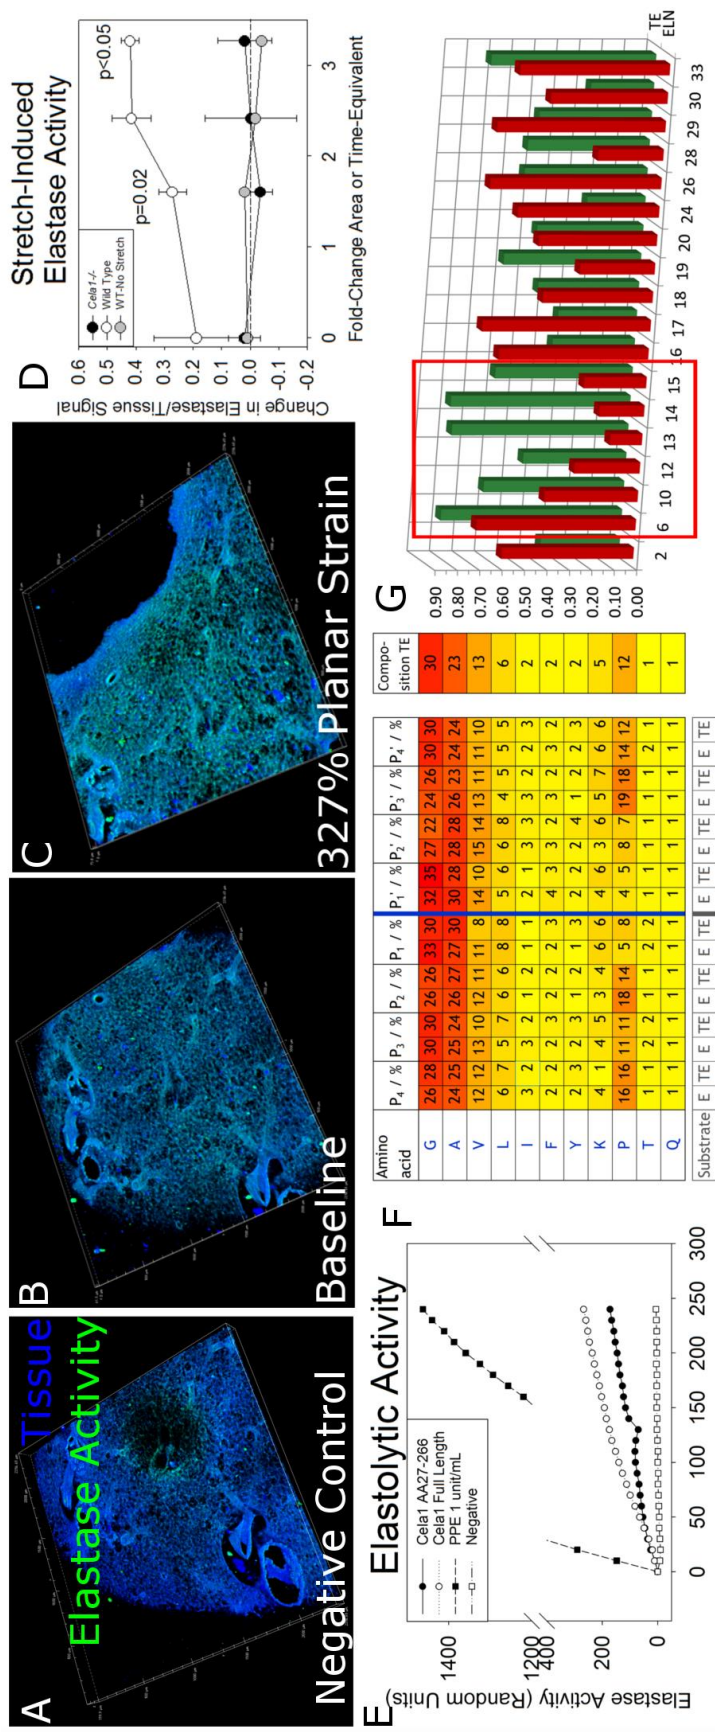 A
Tissue
Elastase Activity
Negative Control
B
Baseline
C
327% Planar Strain
D
Stretch-Induced
Elastase Activity
Cela1-/-
Wild Type
WT-No Stretch
p=0.02
p<0.05
Change in Elastase/Tissue Signal
0.6
0.5
0.4
0.3
0.2
0.1
0.0
-0.1
-0.2
0 1 2 3
Fold-Change Area or Time-Equivalent
E
Elastolytic Activity
Cela1 AA27-266
Cela1 Full Length
PPE 1 unit/mL
Negative
Elastase Activity (Random Units)
1400
1200
400
200
0
0 50 100 150 200 250 300
F
Amino acid P4 / % P3 / % P2 / % P1 / % P1' / % P2' / % P3' / % P4' / % Compo-
sition TE
G 26 28 30 30 26 26 33 30 32 35 27 22 24 26 30 30 30
A 24 25 25 24 26 27 27 30 30 28 28 28 26 23 24 24 23
V 12 12 13 10 12 11 11 8 14 10 15 14 13 11 11 10 13
L 6 7 5 7 6 6 8 8 5 6 6 8 4 5 5 5 6
I 3 2 3 2 1 2 1 1 2 1 3 3 3 2 2 3 2
F 2 2 2 3 2 3 2 1 4 3 3 2 3 2 3 2 2
Y 2 3 2 2 1 2 1 3 2 2 2 4 1 2 2 3 2
K 4 1 4 5 3 4 6 6 4 6 3 6 5 7 6 6 5
P 16 16 11 11 18 14 5 8 4 5 8 7 19 18 14 12 12
T 1 1 2 2 1 1 2 2 1 1 1 1 1 1 2 1 1
Q 1 1 1 1 1 1 1 1 1 1 1 1 1 1 1 1 1
Substrate E TE E TE E TE E TE E TE E TE E TE E TE
G
0.90
0.80
0.70
0.60
0.50
0.40
0.30
0.20
0.10
0.00
2 6 10 12 13 14 15 16 17 18 19 20 24 26 28 29 30 33
TE
ELN